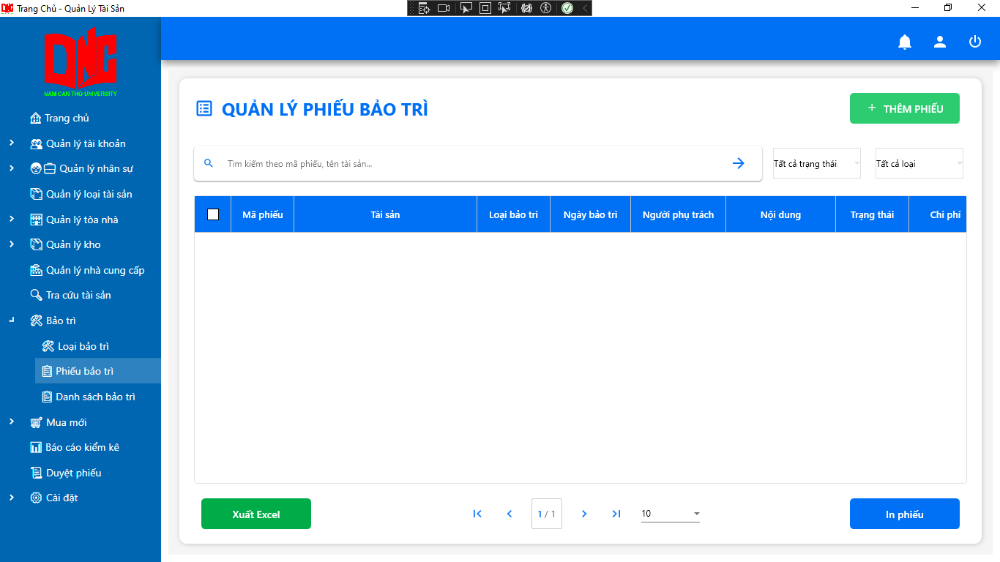 Trang Chủ - Quản Lý Tài Sản
DNC
NAM CAN THO UNIVERSITY
Trang chủ
Quản lý tài khoản
Quản lý nhân sự
Quản lý loại tài sản
Quản lý tòa nhà
Quản lý kho
Quản lý nhà cung cấp
Tra cứu tài sản
Bảo trì
Loại bảo trì
Phiếu bảo trì
Danh sách bảo trì
Mua mới
Báo cáo kiểm kê
Duyệt phiếu
Cài đặt
QUẢN LÝ PHIẾU BẢO TRÌ
+ THÊM PHIẾU
Tìm kiếm theo mã phiếu, tên tài sản...
Tất cả trạng thái
Tất cả loại
Mã phiếu Tài sản Loại bảo trì Ngày bảo trì Người phụ trách Nội dung Trạng thái Chi phí
Xuất Excel
1 / 1
10
In phiếu